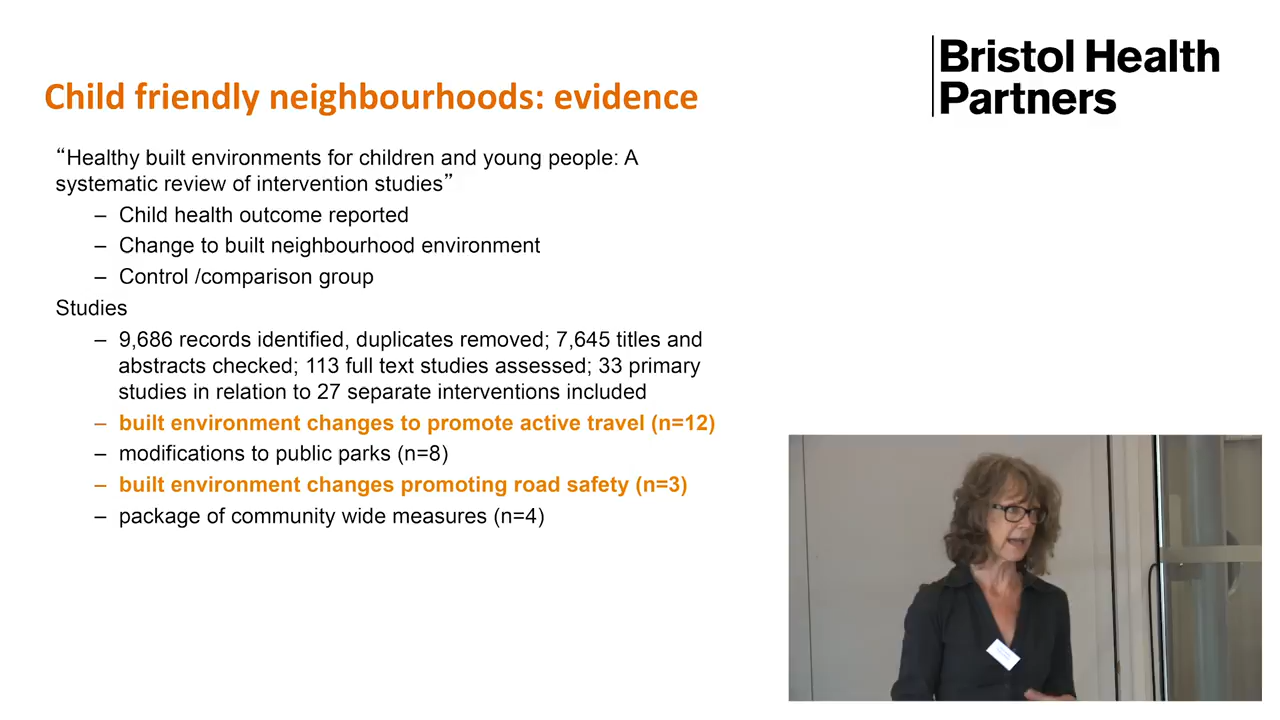 Bristol Health
Partners
Child friendly neighbourhoods: evidence
“Healthy built environments for children and young people: A
systematic review of intervention studies”
– Child health outcome reported
– Change to built neighbourhood environment
– Control /comparison group
Studies
– 9,686 records identified, duplicates removed; 7,645 titles and
abstracts checked; 113 full text studies assessed; 33 primary
studies in relation to 27 separate interventions included
– built environment changes to promote active travel (n=12)
– modifications to public parks (n=8)
– built environment changes promoting road safety (n=3)
– package of community wide measures (n=4)